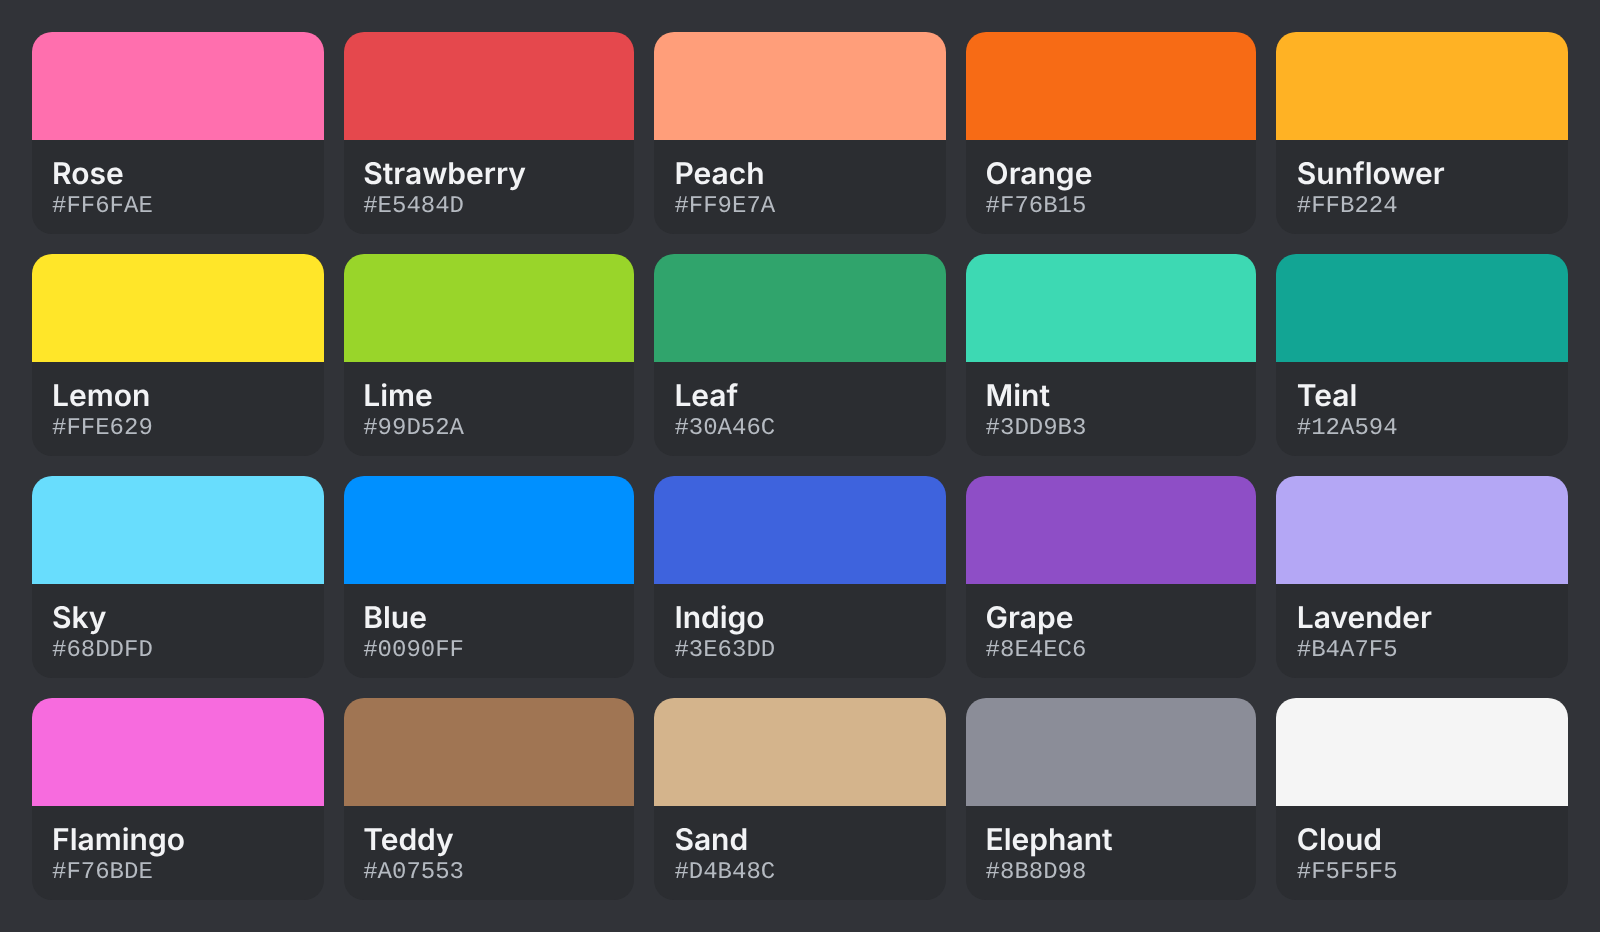 Rose
#FF6FAE
Strawberry
#E5484D
Peach
#FF9E7A
Orange
#F76B15
Sunflower
#FFB224
Lemon
#FFE629
Lime
#99D52A
Leaf
#30A46C
Mint
#3DD9B3
Teal
#12A594
Sky
#68DDFD
Blue
#0090FF
Indigo
#3E63DD
Grape
#8E4EC6
Lavender
#B4A7F5
Flamingo
#F76BDE
Teddy
#A07553
Sand
#D4B48C
Elephant
#8B8D98
Cloud
#F5F5F5